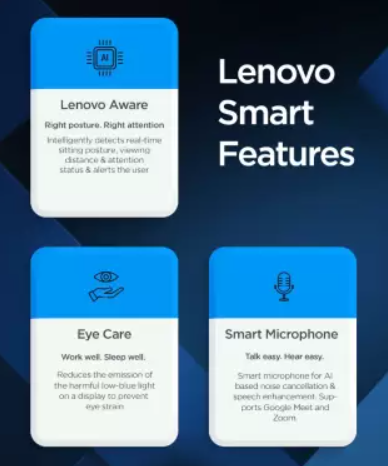 Lenovo
Smart
Features
AI
Lenovo Aware
Right posture. Right attention
Intelligently detects real-time
sitting posture, viewing
distance & attention
status & alerts the user
Eye Care
Work well. Sleep well.
Reduces the emission of
the harmful low-blue light
on a display to prevent
eye strain
Smart Microphone
Talk easy. Hear easy.
Smart microphone for AI
based noise cancellation &
speech enhancement. Sup-
ports Google Meet and
Zoom.